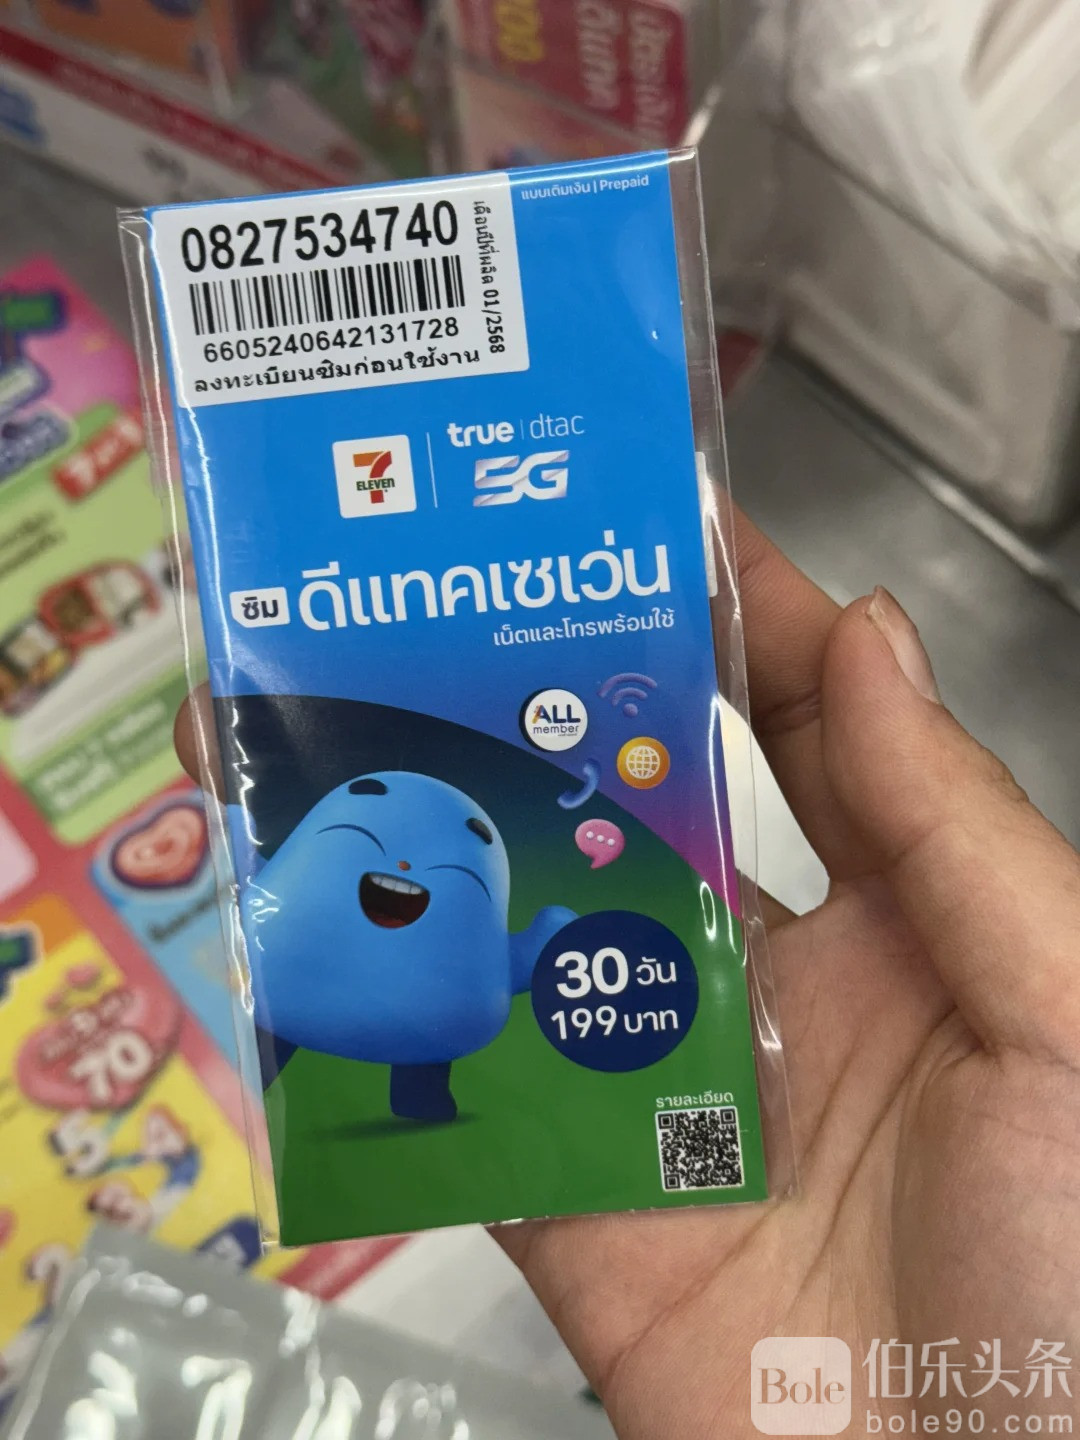 แบบเติมเงิน | Prepaid
0827534740
เดือนปีที่ผลิต 01/2568
6605240642131728
ลงทะเบียนซิมก่อนใช้งาน
7
ELEVEN
true | dtac
5G
ซิม ดีแทคเซเว่น
เน็ตและโทรพร้อมใช้
ALL
member
30 วัน
199 บาท
รายละเอียด
70
5
4
3
2
Bole 伯乐头条
bole90.com